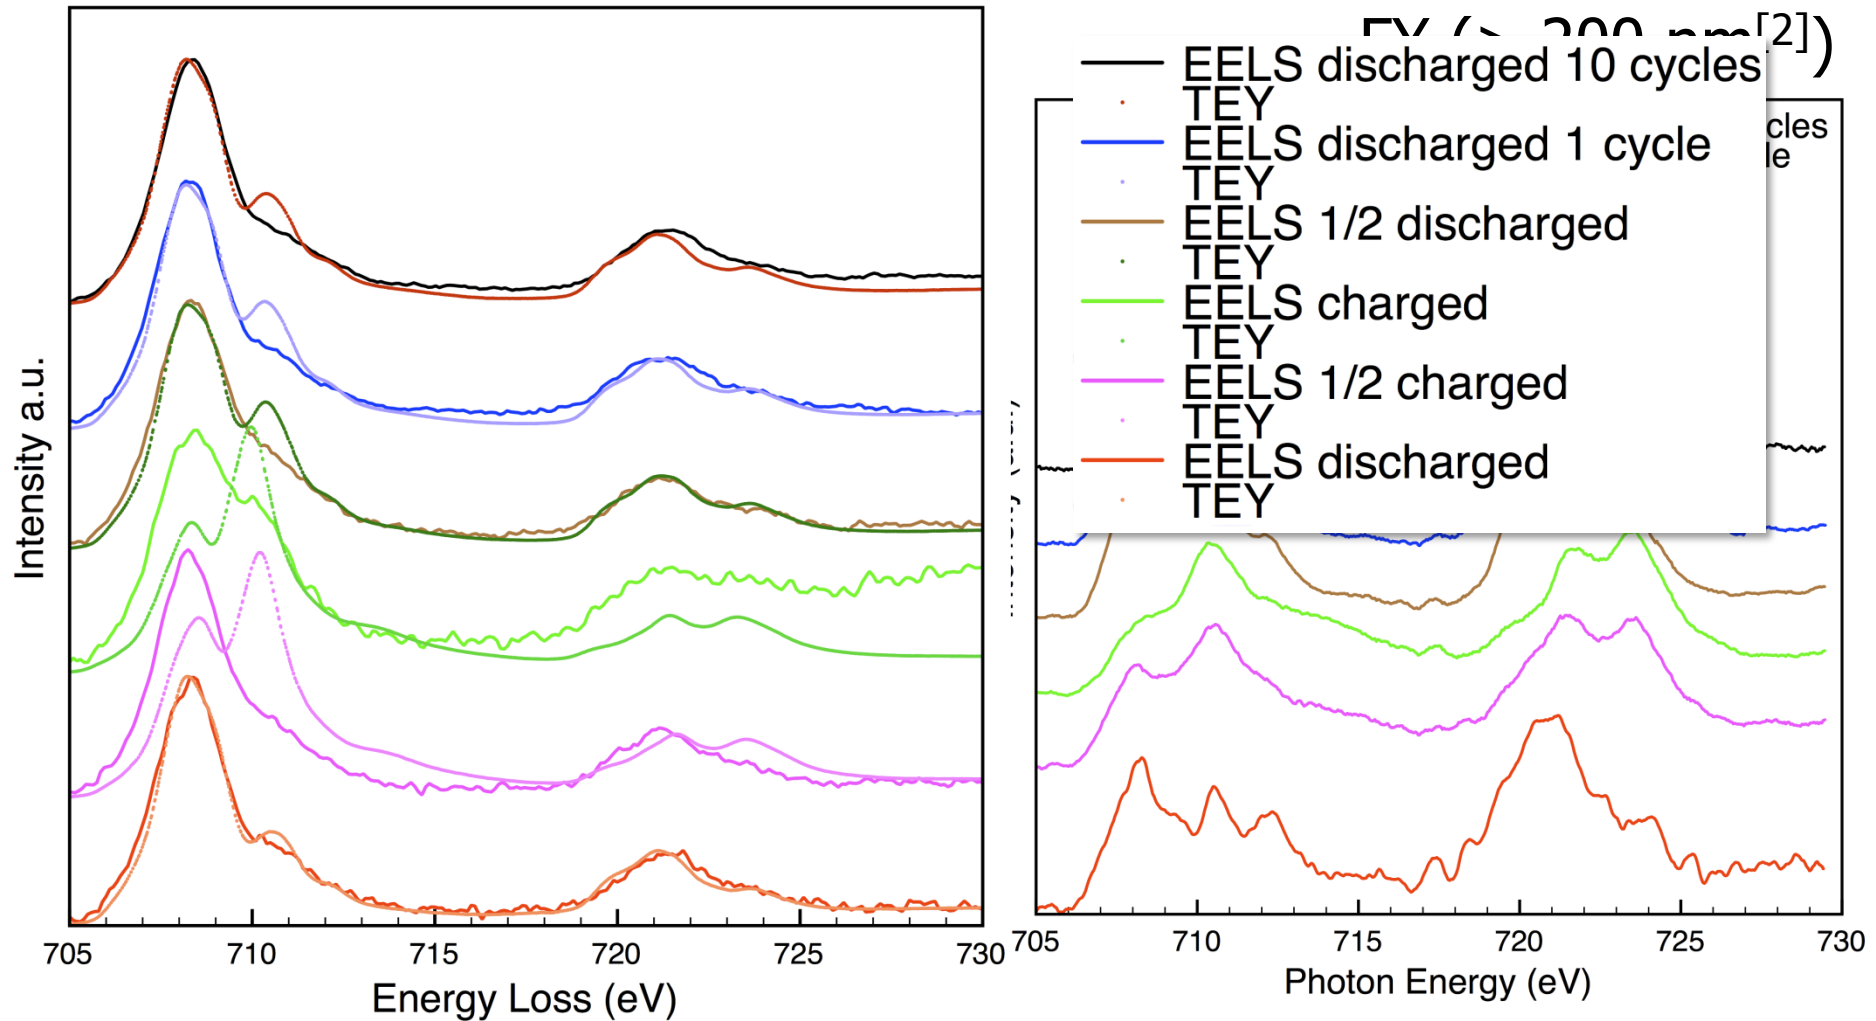 Intensity a.u.
705 710 715 720 725 730
Energy Loss (eV)
nm[2])
EELS discharged 10 cycles
TEY
EELS discharged 1 cycle
TEY
EELS 1/2 discharged
TEY
EELS charged
TEY
EELS 1/2 charged
TEY
EELS discharged
TEY
705 710 715 720 725 730
Photon Energy (eV)